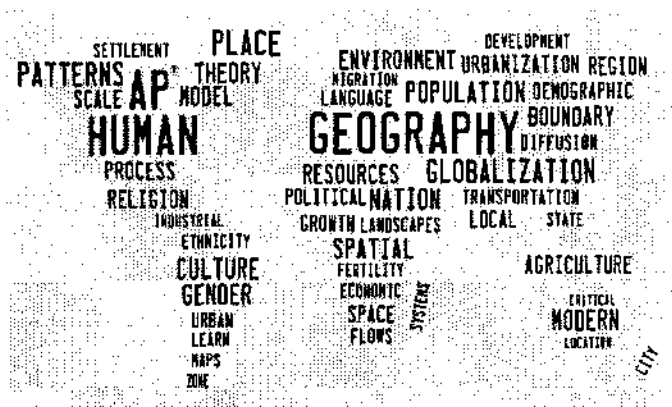 SETTLEMENT PLACE
PATTERNS AP* THEORY
SCALE MODEL
HUMAN
PROCESS
RELIGION
INDUSTRIAL
ETHNICITY
CULTURE
GENDER
URBAN
LEARN
MAPS
ZONE
DEVELOPMENT
ENVIRONMENT URBANIZATION REGION
MIGRATION
LANGUAGE POPULATION DEMOGRAPHIC
BOUNDARY
GEOGRAPHY DIFFUSION
RESOURCES GLOBALIZATION
POLITICAL NATION TRANSPORTATION
GROWTH LANDSCAPES LOCAL STATE
SPATIAL
FERTILITY
ECONOMIC
SPACE SYSTEMS
FLOWS
AGRICULTURE
CRITICAL
MODERN
LOCATION
CITY